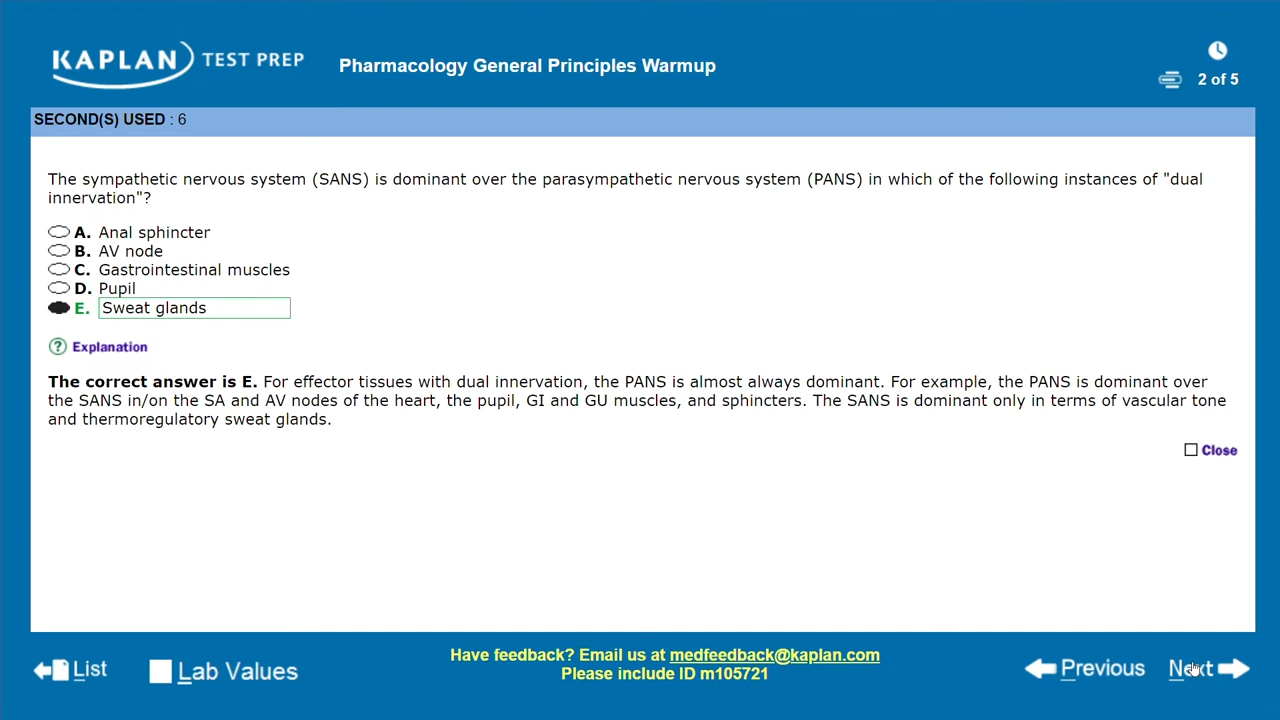 KAPLAN TEST PREP
Pharmacology General Principles Warmup
2 of 5
SECOND(S) USED : 6
The sympathetic nervous system (SANS) is dominant over the parasympathetic nervous system (PANS) in which of the following instances of "dual
innervation"?
A. Anal sphincter
B. AV node
C. Gastrointestinal muscles
D. Pupil
E. Sweat glands
? Explanation
The correct answer is E. For effector tissues with dual innervation, the PANS is almost always dominant. For example, the PANS is dominant over
the SANS in/on the SA and AV nodes of the heart, the pupil, GI and GU muscles, and sphincters. The SANS is dominant only in terms of vascular tone
and thermoregulatory sweat glands.
Close
List
Lab Values
Have feedback? Email us at medfeedback@kaplan.com
Please include ID m105721
Previous
Next